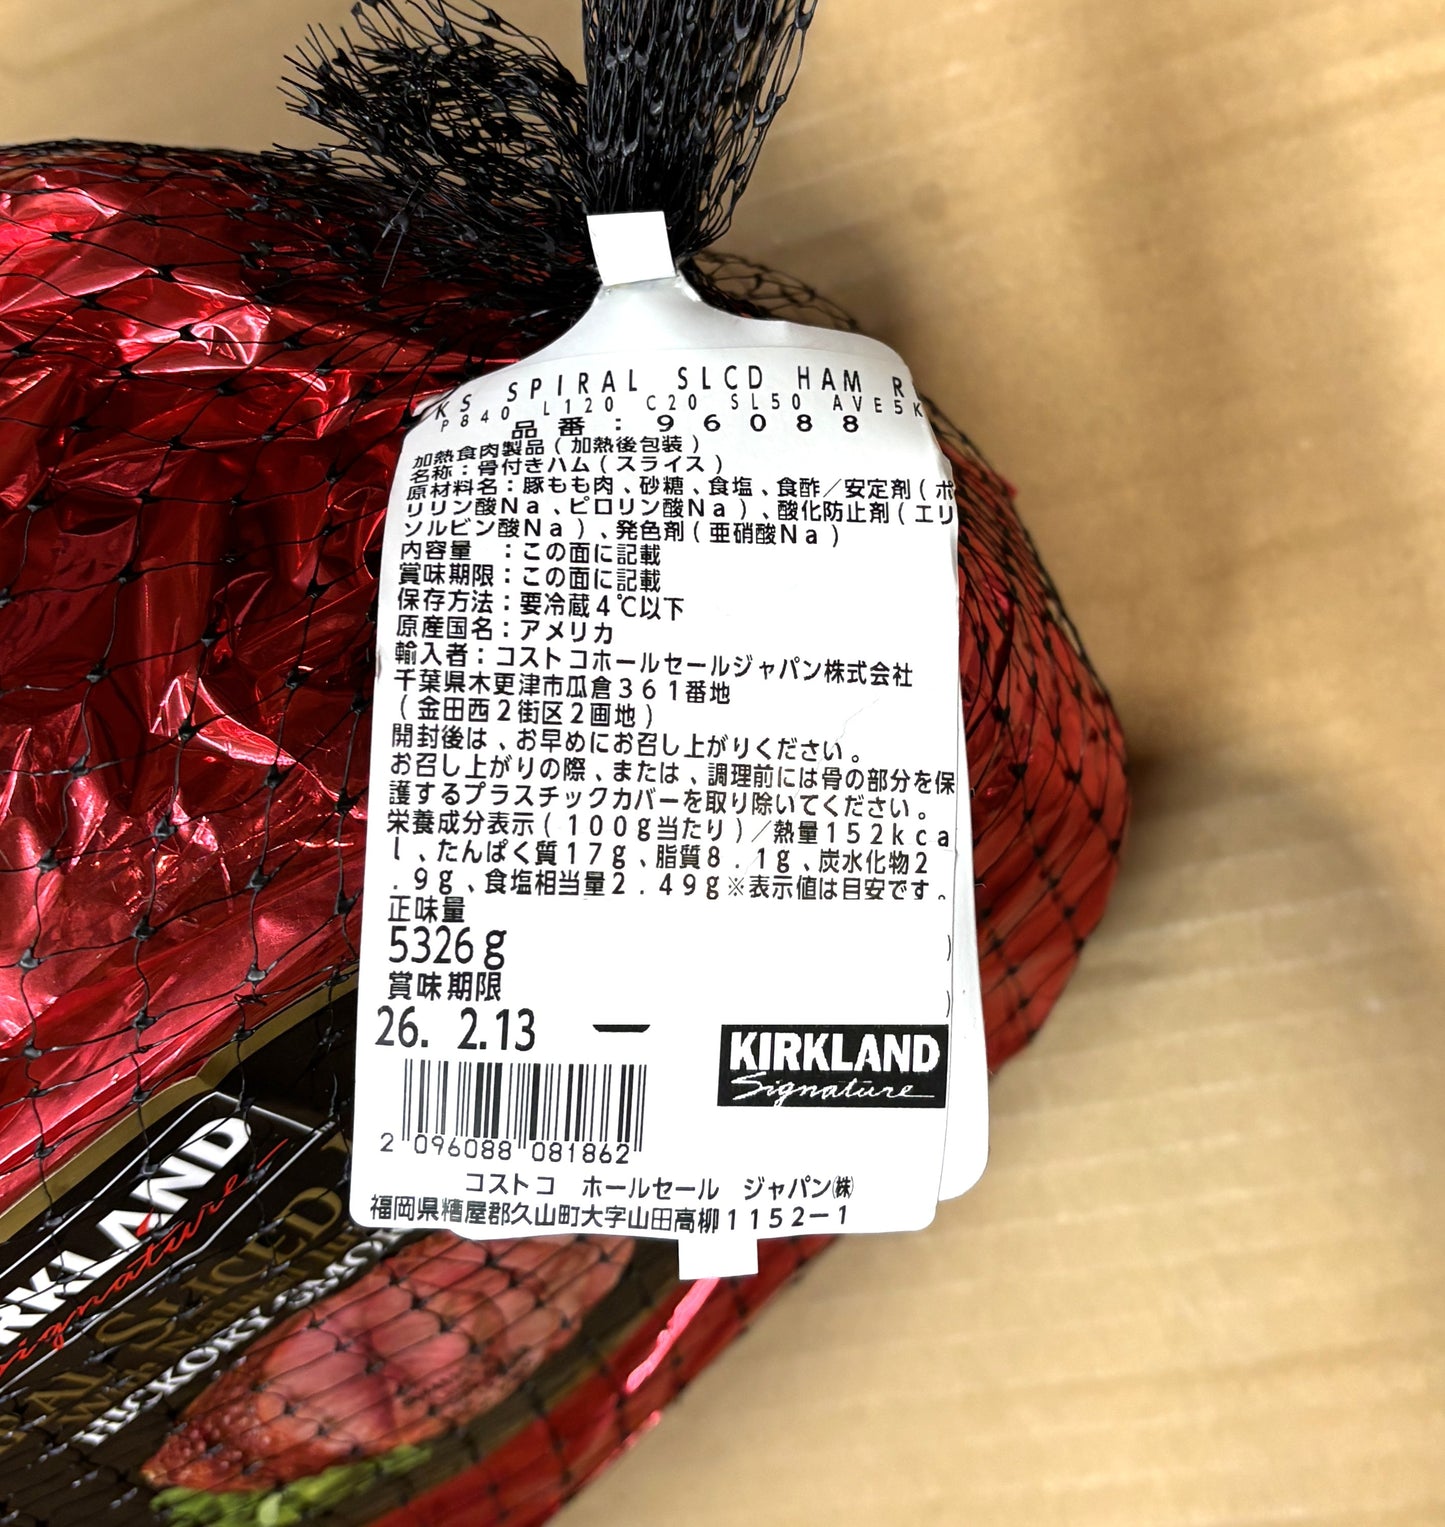 KS SPIRAL SLCD HAM R
P840 L120 C20 SL50 AVE5K
品番：96088
加熱食肉製品(加熱後包装)
名称：骨付きハム(スライス)
原材料名：豚もも肉、砂糖、食塩、食酢／安定剤(ポ
リリン酸Na、ピロリン酸Na)、酸化防止剤(エリ
ソルビン酸Na)、発色剤(亜硝酸Na)
内容量　：この面に記載
賞味期限：この面に記載
保存方法：要冷蔵4℃以下
原産国名：アメリカ
輸入者：コストコホールセールジャパン株式会社
千葉県木更津市瓜倉361番地
(金田西2街区2画地)
開封後は、お早めにお召し上がりください。
お召し上がりの際、または、調理前には骨の部分を保
護するプラスチックカバーを取り除いてください。
栄養成分表示(100g当たり)／熱量152kca
l、たんぱく質17g、脂質8.1g、炭水化物2
.9g、食塩相当量2.49g※表示値は目安です。
正味量
5326g
賞味期限
26. 2.13
KIRKLAND
Signature
2 096088 081862
コストコ ホールセール ジャパン㈱
福岡県糟屋郡久山町大字山田高柳1152ー1
RKLAND
Signature
AL SLICED
With Natural
HICKORY SMOK